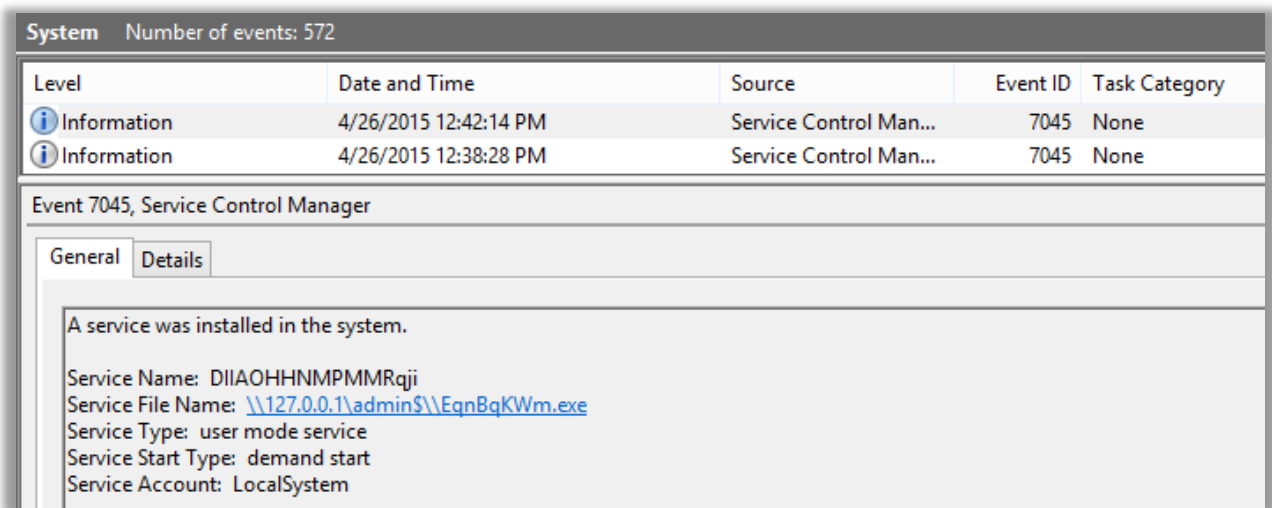 System Number of events: 572
Level Date and Time Source Event ID Task Category
Information 4/26/2015 12:42:14 PM Service Control Man... 7045 None
Information 4/26/2015 12:38:28 PM Service Control Man... 7045 None
Event 7045, Service Control Manager
General Details
A service was installed in the system.
Service Name: DIIAOHHNMPMMRqji
Service File Name: \\127.0.0.1\admin$\\EqnBqKWm.exe
Service Type: user mode service
Service Start Type: demand start
Service Account: LocalSystem